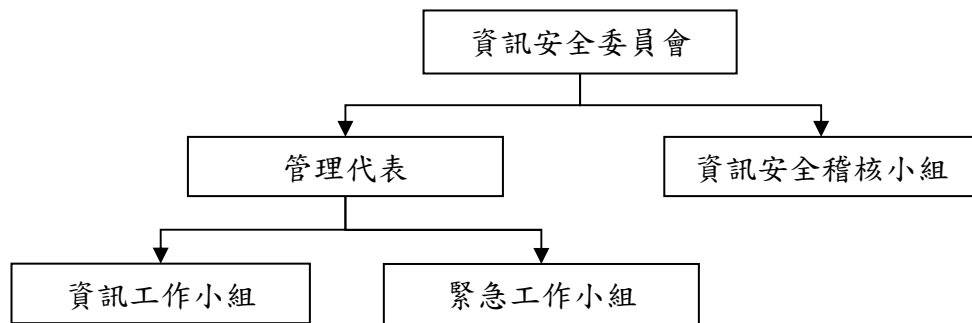 資訊安全委員會
管理代表
資訊安全稽核小組
資訊工作小組
緊急工作小組